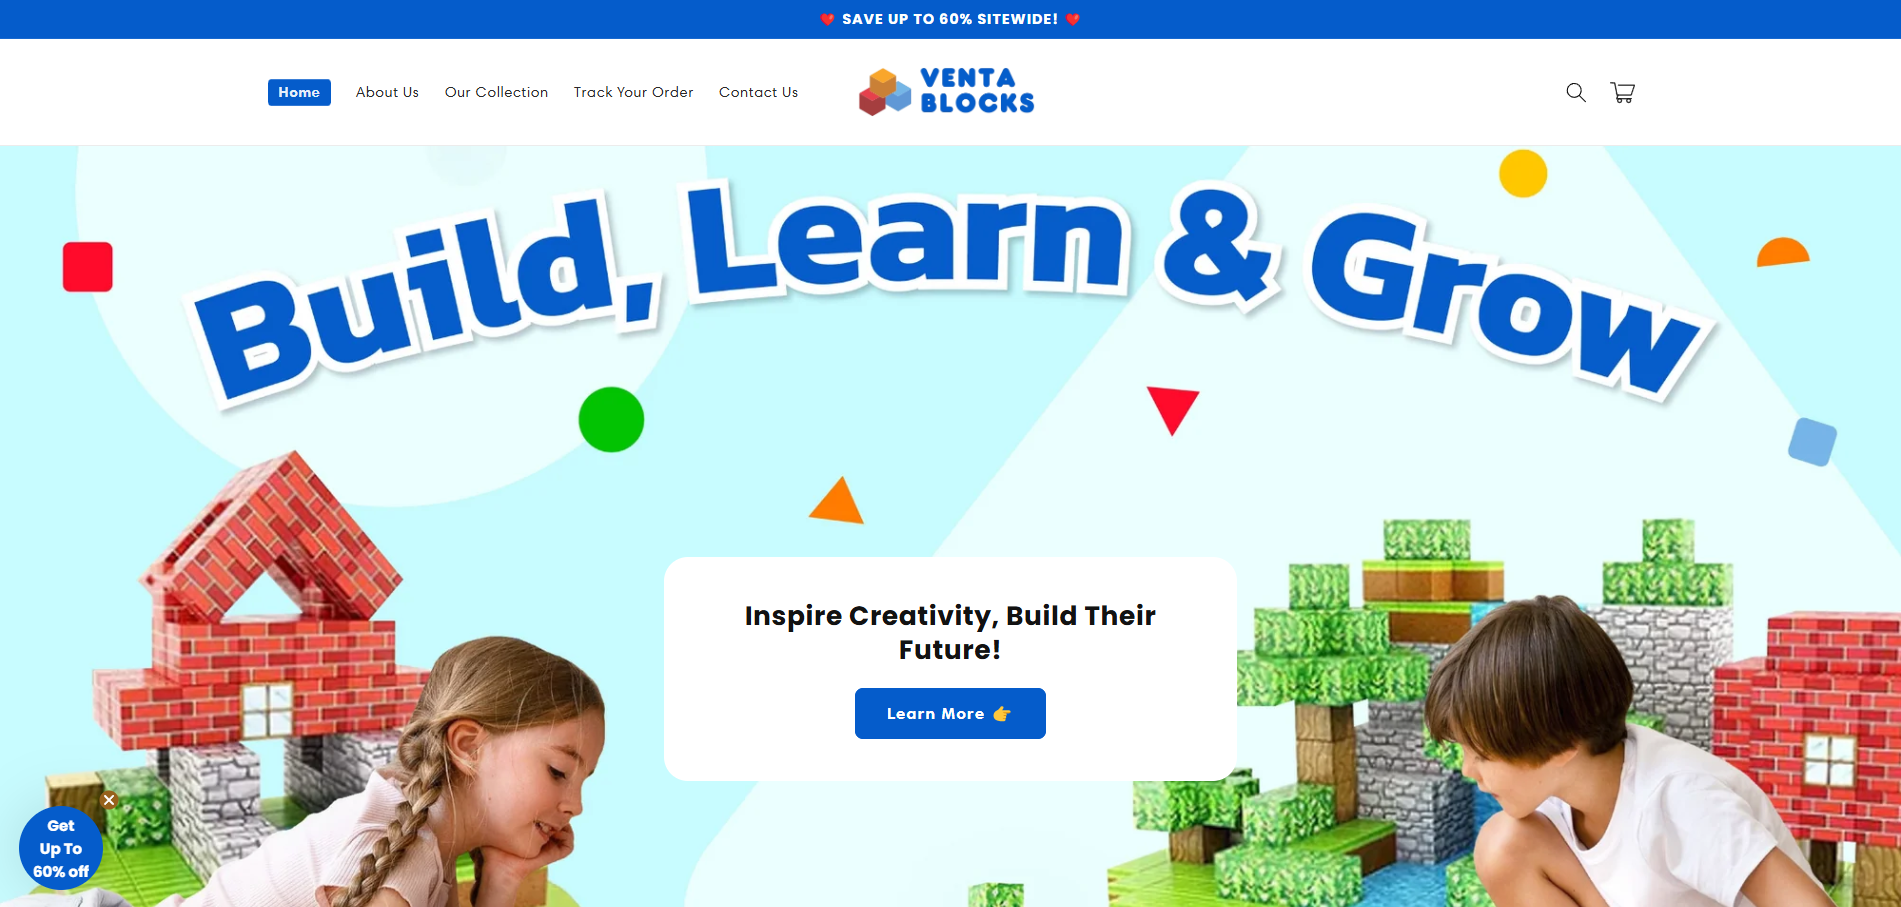 ❤️ SAVE UP TO 60% SITEWIDE! ❤️
Home
About Us
Our Collection
Track Your Order
Contact Us
VENTA
BLOCKS
Build, Learn & Grow
Inspire Creativity, Build Their
Future!
Learn More 👉
Get
Up To
60% off